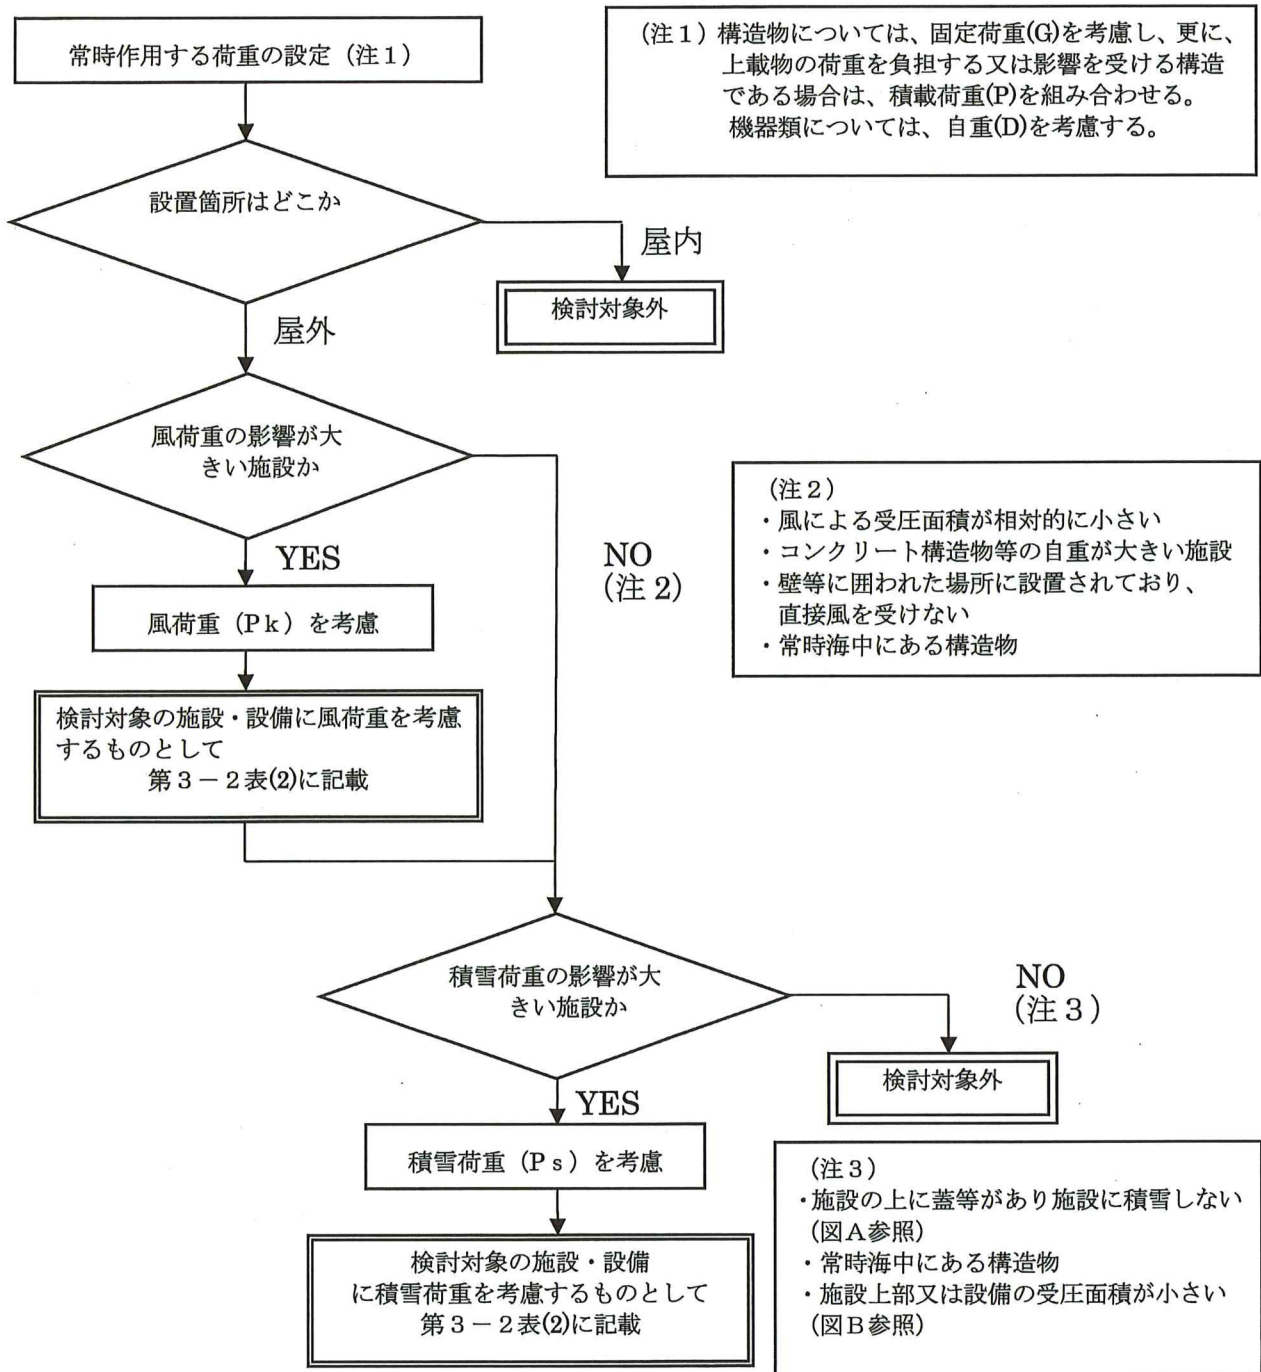 常時作用する荷重の設定（注１）
（注１）構造物については、固定荷重(G)を考慮し、更に、
上載物の荷重を負担する又は影響を受ける構造
である場合は、積載荷重(P)を組み合わせる。
機器類については、自重(D)を考慮する。
設置箇所はどこか
屋内
検討対象外
屋外
風荷重の影響が大
きい施設か
YES
NO
（注２）
（注２）
・風による受圧面積が相対的に小さい
・コンクリート構造物等の自重が大きい施設
・壁等に囲われた場所に設置されており、
直接風を受けない
・常時海中にある構造物
風荷重（Ｐｋ）を考慮
検討対象の施設・設備に風荷重を考慮
するものとして
第３－２表(2)に記載
積雪荷重の影響が大
きい施設か
NO
（注３）
検討対象外
YES
積雪荷重（Ｐｓ）を考慮
（注３）
・施設の上に蓋等があり施設に積雪しない
（図Ａ参照）
・常時海中にある構造物
・施設上部又は設備の受圧面積が小さい
（図Ｂ参照）
検討対象の施設・設備
に積雪荷重を考慮するものとして
第３－２表(2)に記載